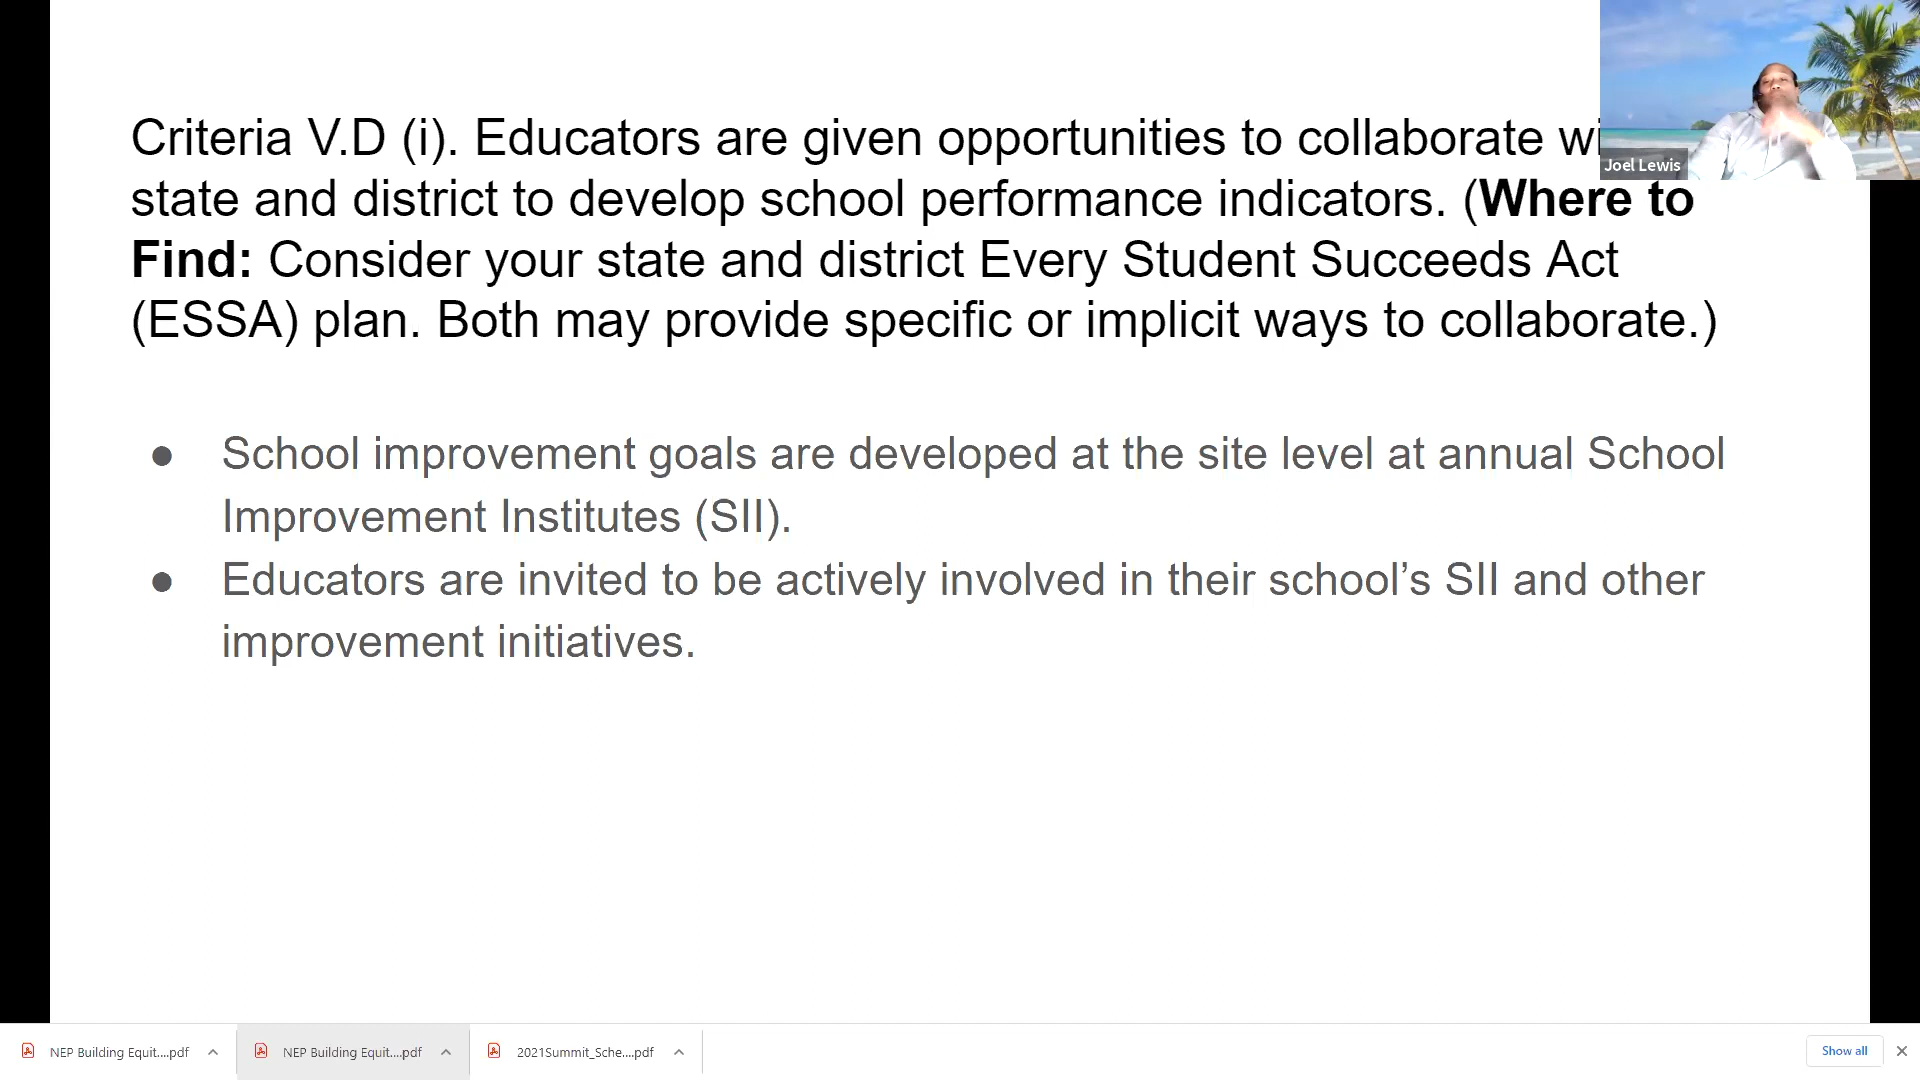 Criteria V.D (i). Educators are given opportunities to collaborate
Joel Lewis
state and district to develop school performance indicators. (Where to
Find: Consider your state and district Every Student Succeeds Act
(ESSA) plan. Both may provide specific or implicit ways to collaborate.)
● School improvement goals are developed at the site level at annual School
Improvement Institutes (SII).
● Educators are invited to be actively involved in their school’s SII and other
improvement initiatives.
NEP Building Equit....pdf NEP Building Equit....pdf 2021Summit_Sche....pdf Show all